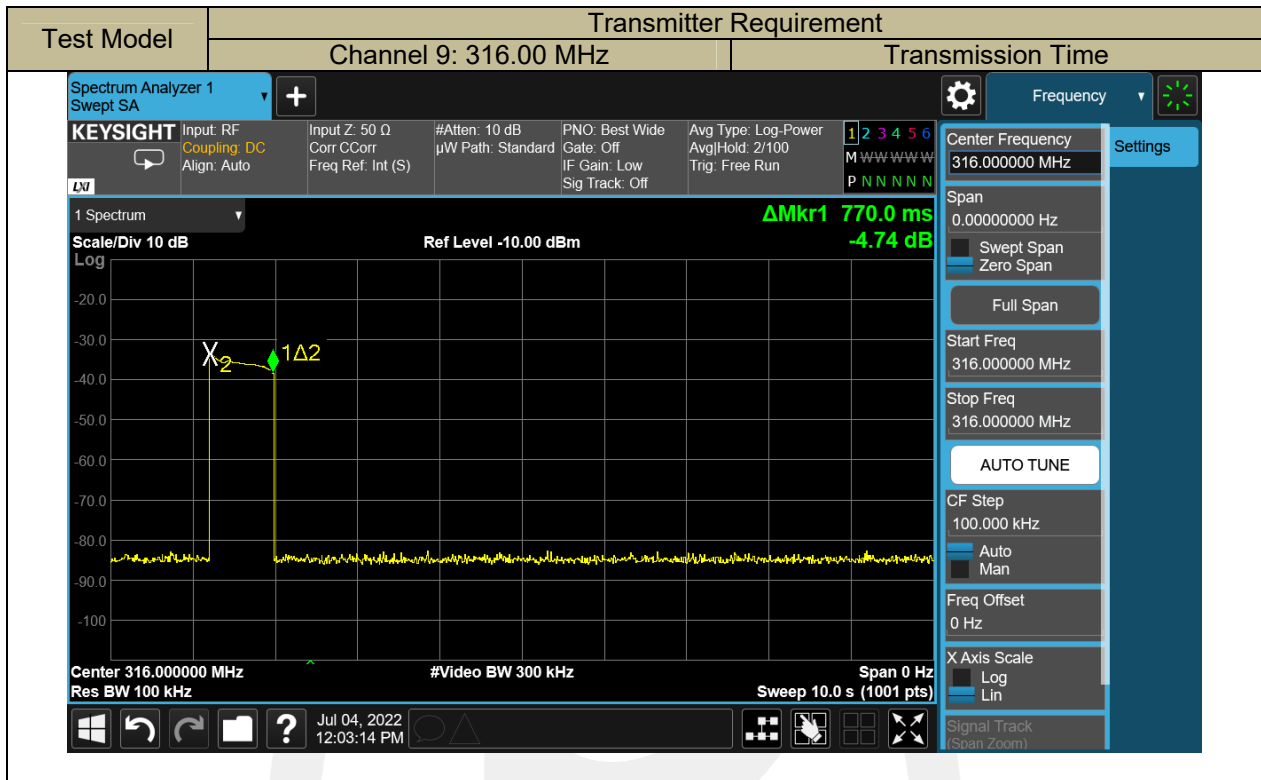 Test Model
Transmitter Requirement
Channel 9: 316.00 MHz
Transmission Time
Spectrum Analyzer 1
Swept SA
Frequency
KEYSIGHT
LXI
Input: RF
Coupling: DC
Align: Auto
Input Z: 50 Ω
Corr CCorr
Freq Ref: Int (S)
#Atten: 10 dB
µW Path: Standard
PNO: Best Wide
Gate: Off
IF Gain: Low
Sig Track: Off
Avg Type: Log-Power
Avg|Hold: 2/100
Trig: Free Run
1 2 3 4 5 6
M W W W W W
P N N N N N
1 Spectrum
ΔMkr1 770.0 ms
-4.74 dB
Scale/Div 10 dB
Ref Level -10.00 dBm
Log
-20.0
-30.0
-40.0
-50.0
-60.0
-70.0
-80.0
-90.0
-100
X2
1Δ2
Center 316.000000 MHz
#Video BW 300 kHz
Span 0 Hz
Res BW 100 kHz
Sweep 10.0 s (1001 pts)
?
Jul 04, 2022
12:03:14 PM
Center Frequency
316.000000 MHz
Settings
Span
0.00000000 Hz
Swept Span
Zero Span
Full Span
Start Freq
316.000000 MHz
Stop Freq
316.000000 MHz
AUTO TUNE
CF Step
100.000 kHz
Auto
Man
Freq Offset
0 Hz
X Axis Scale
Log
Lin
Signal Track
(Span Zoom)